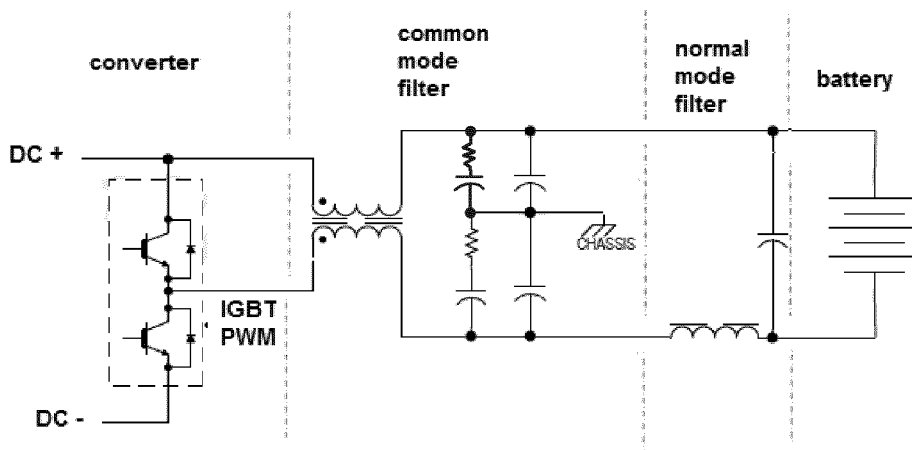 converter
common
mode
filter
normal
mode
filter
battery
DC +
CHASSIS
IGBT
PWM
DC -